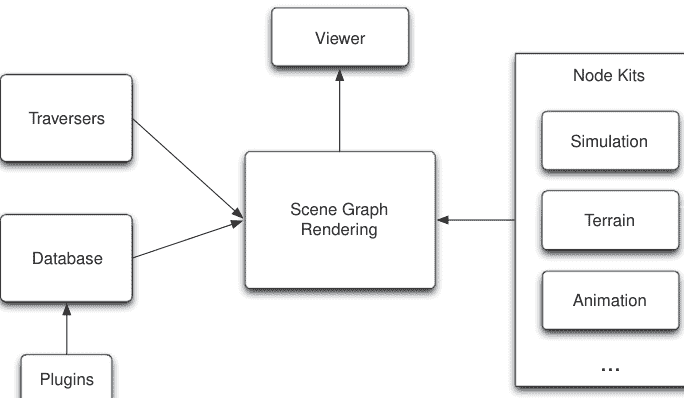 Viewer
Node Kits
Traversers
Simulation
Scene Graph
Rendering
Terrain
Database
Animation
...
Plugins